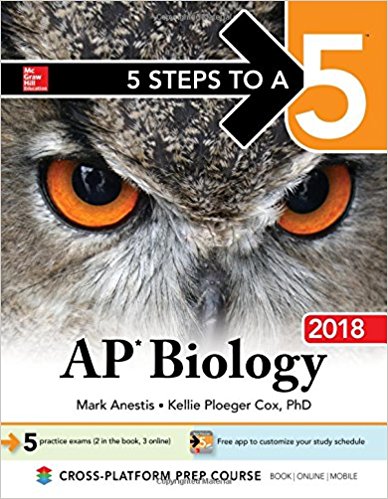 Mc
Graw
Hill
Education
5 STEPS TO A
5
2018
AP* Biology
Mark Anestis • Kellie Ploeger Cox, PhD
5 practice exams (2 in the book, 3 online)
5
Free app to customize your study schedule
CROSS-PLATFORM PREP COURSE BOOK | ONLINE | MOBILE